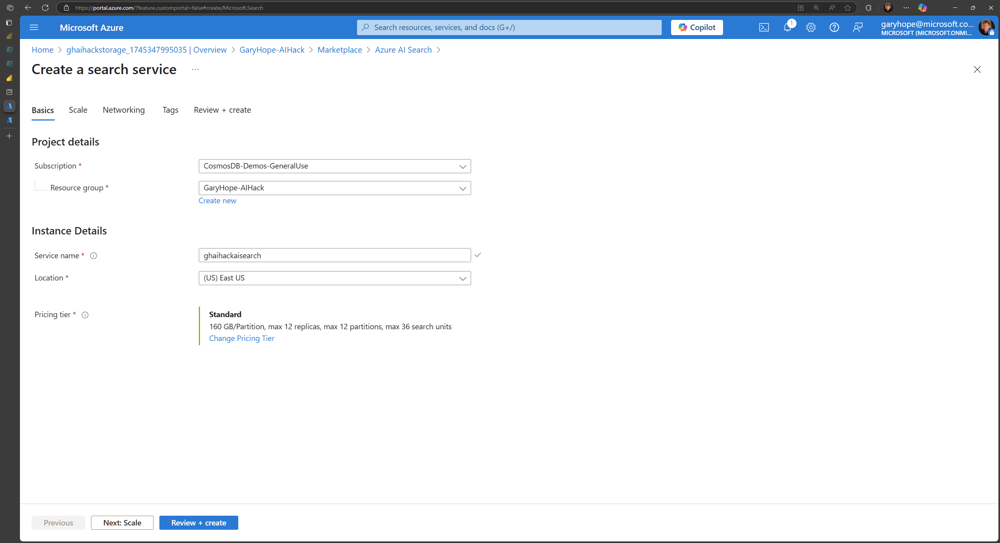 https://portal.azure.com/?feature.customportal=false#create/Microsoft.Search
Microsoft Azure
Search resources, services, and docs (G+/)
Copilot
1
garyhope@microsoft.co...
MICROSOFT (MICROSOFT.ONMI...
Home > ghaihackstorage_1745347995035 | Overview > GaryHope-AIHack > Marketplace > Azure AI Search >
Create a search service ...
Basics Scale Networking Tags Review + create
Project details
Subscription *
CosmosDB-Demos-GeneralUse
Resource group *
GaryHope-AIHack
Create new
Instance Details
Service name *
ghaihackaisearch
Location *
(US) East US
Pricing tier *
Standard
160 GB/Partition, max 12 replicas, max 12 partitions, max 36 search units
Change Pricing Tier
Previous
Next: Scale
Review + create